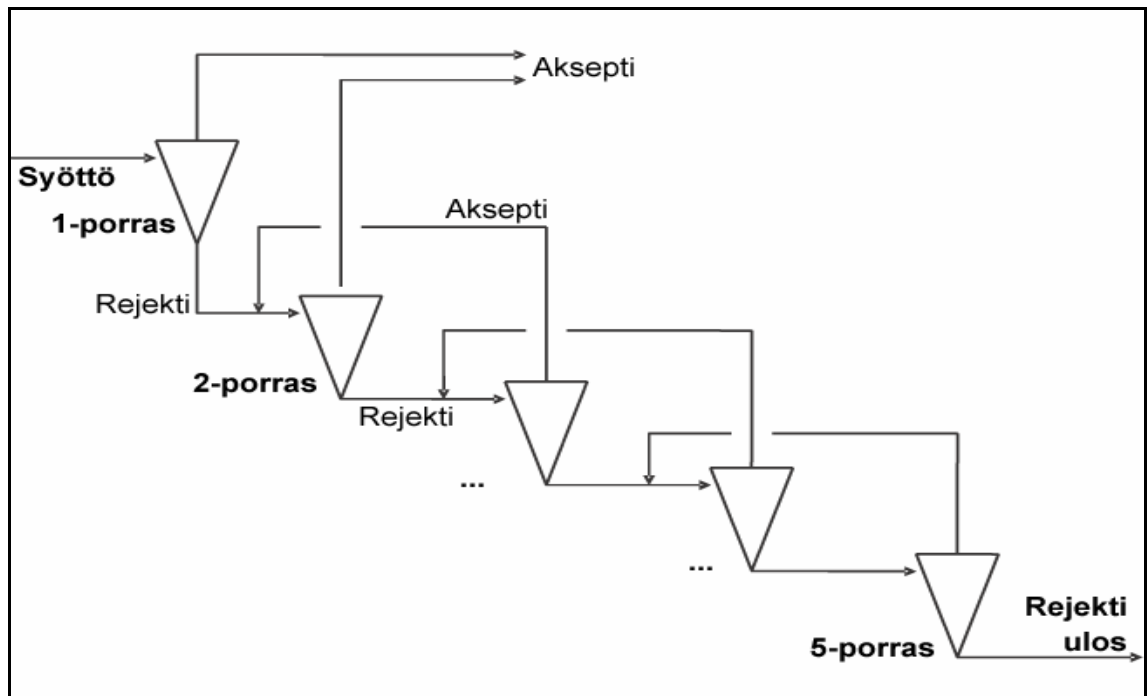 Aksepti
Syöttö
1-porras
Aksepti
Rejekti
2-porras
Rejekti
...
...
Rejekti
ulos
5-porras